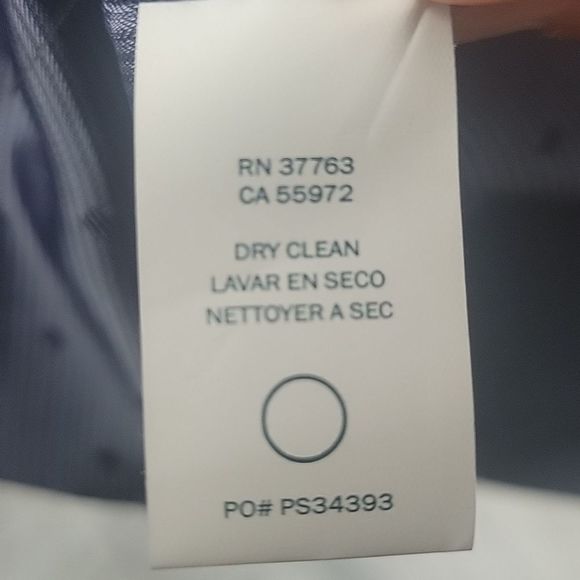 RN 37763
CA 55972
DRY CLEAN
LAVAR EN SECO
NETTOYER A SEC
PO# PS34393